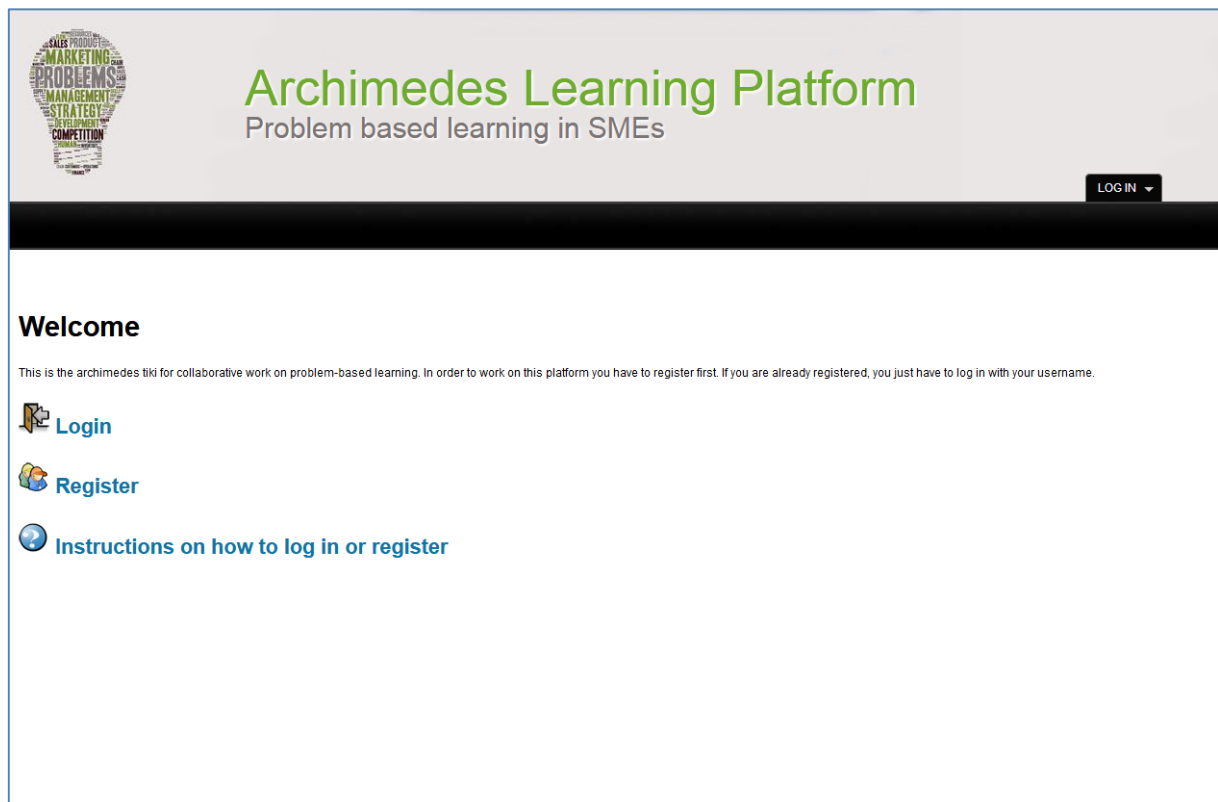 SALES PRODUCT
MARKETING
PROBLEMS
MANAGEMENT
STRATEGY
DEVELOPMENT
COMPETITION
HUMAN
FINANCE
Archimedes Learning Platform
Problem based learning in SMEs
LOG IN
Welcome
This is the archimedes tiki for collaborative work on problem-based learning. In order to work on this platform you have to register first. If you are already registered, you just have to log in with your username.
Login
Register
Instructions on how to log in or register